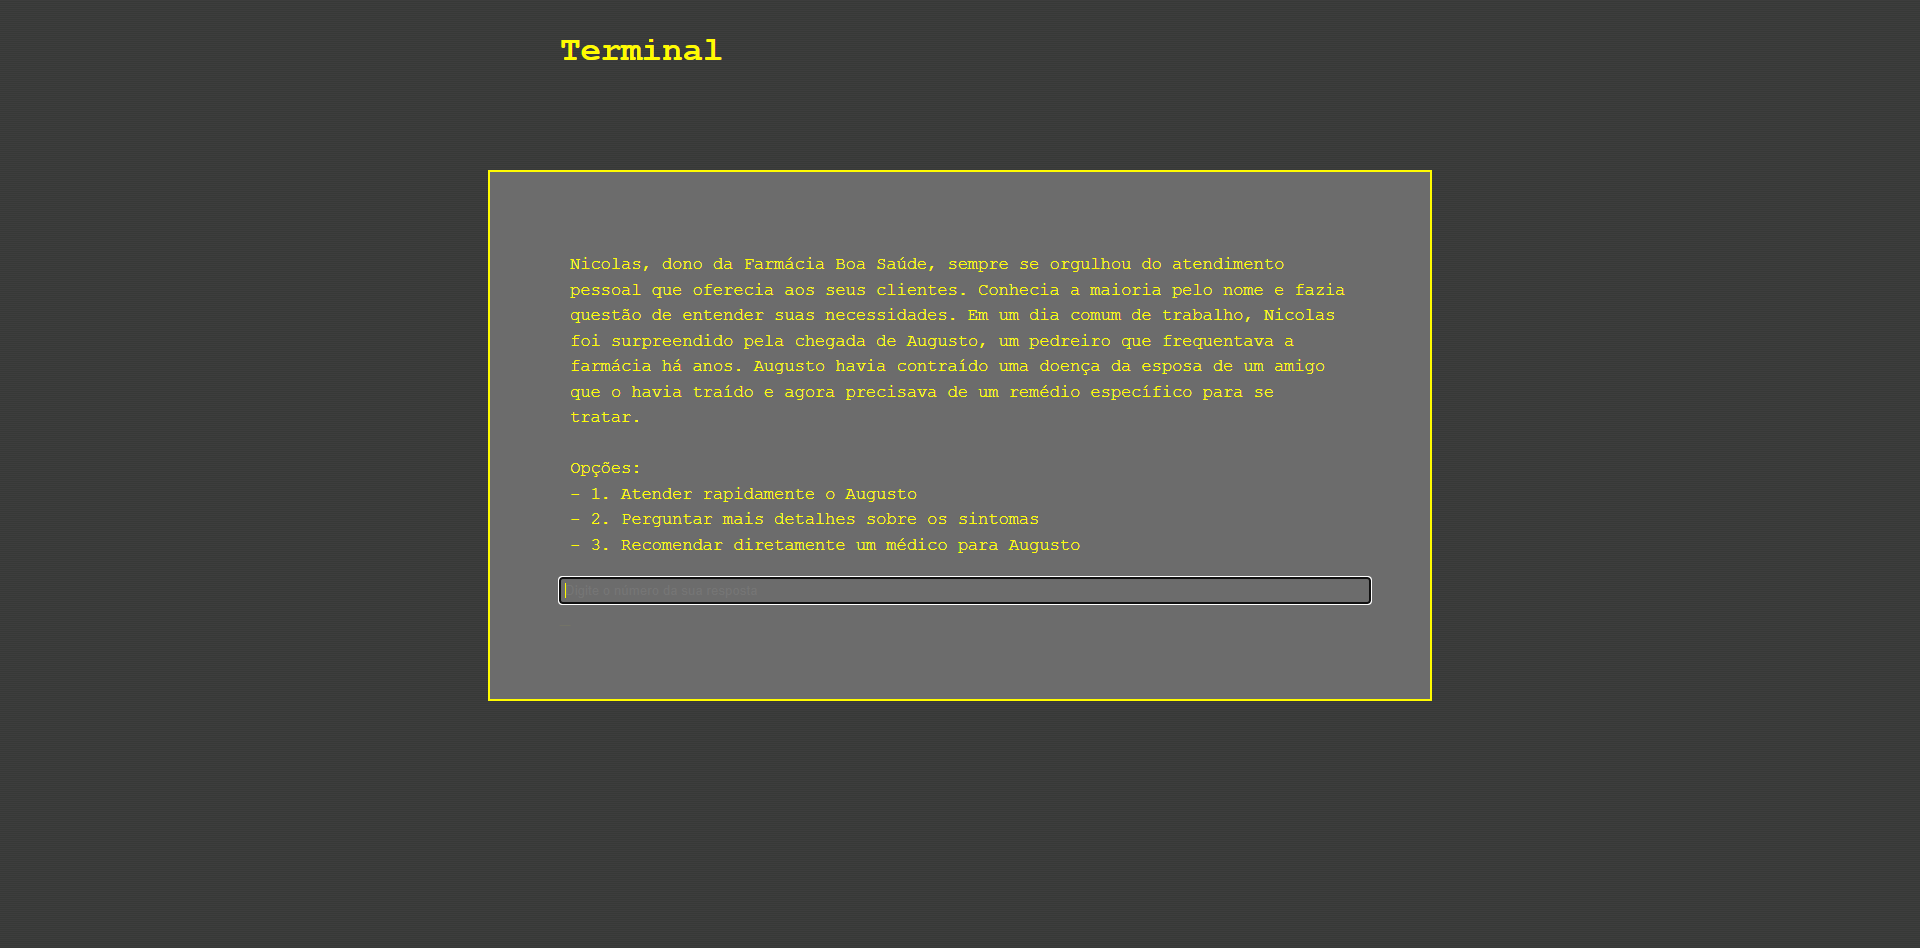 Terminal
Nicolas, dono da Farmácia Boa Saúde, sempre se orgulhou do atendimento
pessoal que oferecia aos seus clientes. Conhecia a maioria pelo nome e fazia
questão de entender suas necessidades. Em um dia comum de trabalho, Nicolas
foi surpreendido pela chegada de Augusto, um pedreiro que frequentava a
farmácia há anos. Augusto havia contraído uma doença da esposa de um amigo
que o havia traído e agora precisava de um remédio específico para se
tratar.
Opções:
- 1. Atender rapidamente o Augusto
- 2. Perguntar mais detalhes sobre os sintomas
- 3. Recomendar diretamente um médico para Augusto
Digite o número da sua resposta